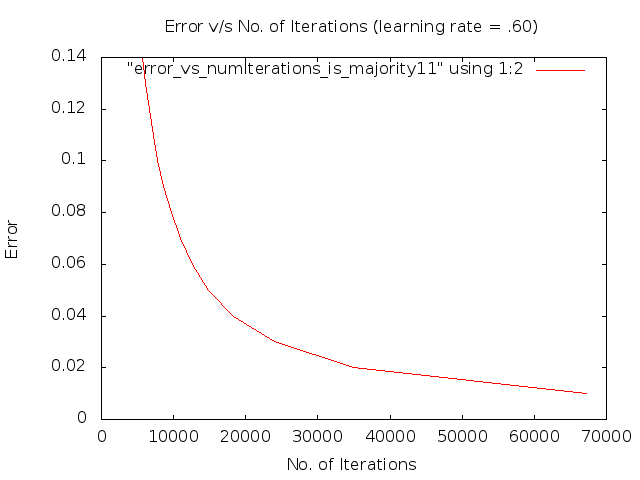 Error v/s No. of Iterations (learning rate = .60)
"error_vs_numIterations_is_majority11" using 1:2
0.14
0.12
0.1
0.08
0.06
0.04
0.02
0
Error
0 10000 20000 30000 40000 50000 60000 70000
No. of Iterations